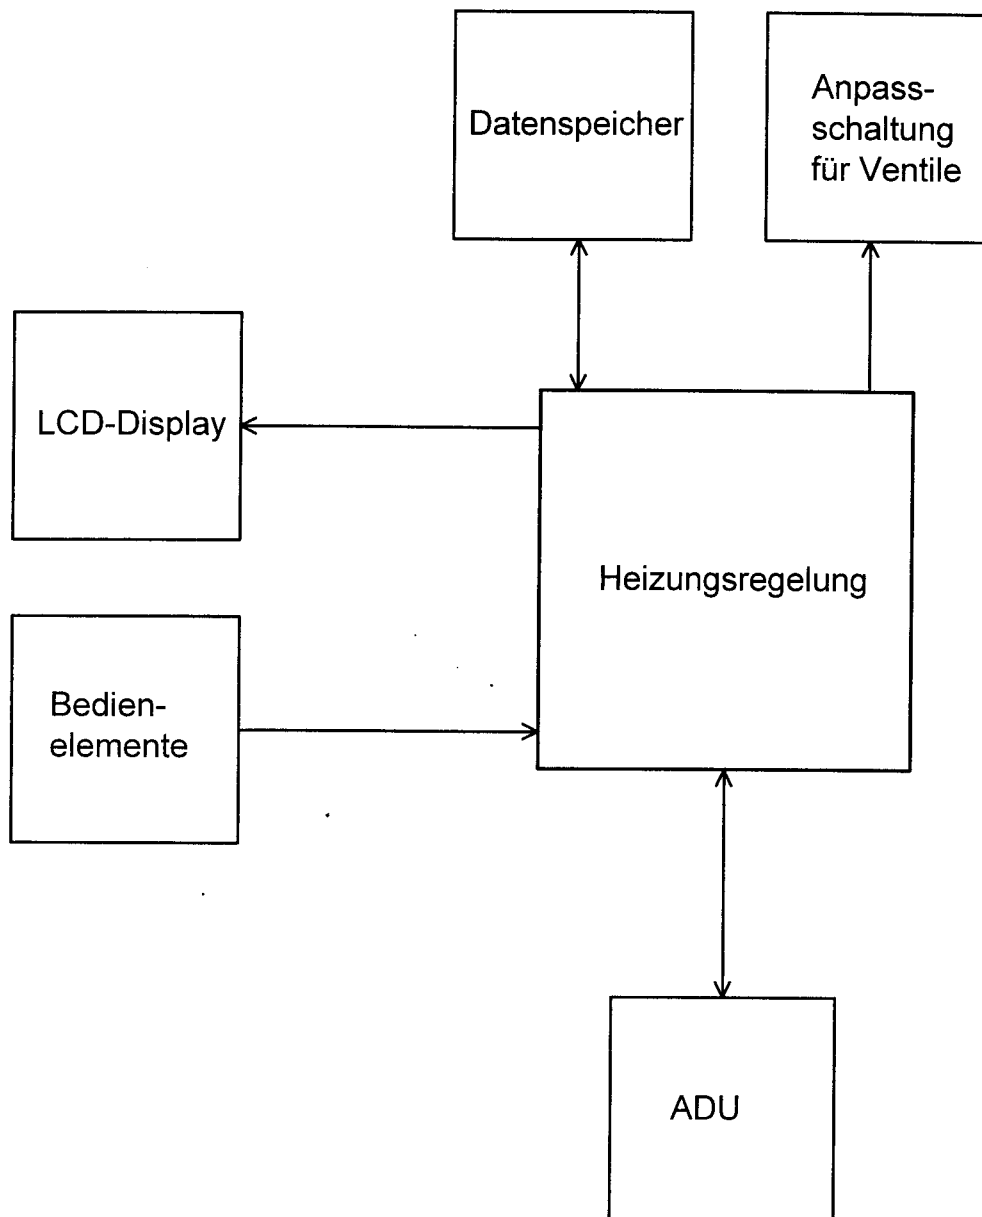 Datenspeicher
Anpass-
schaltung
für Ventile
LCD-Display
Heizungsregelung
Bedien-
elemente
ADU